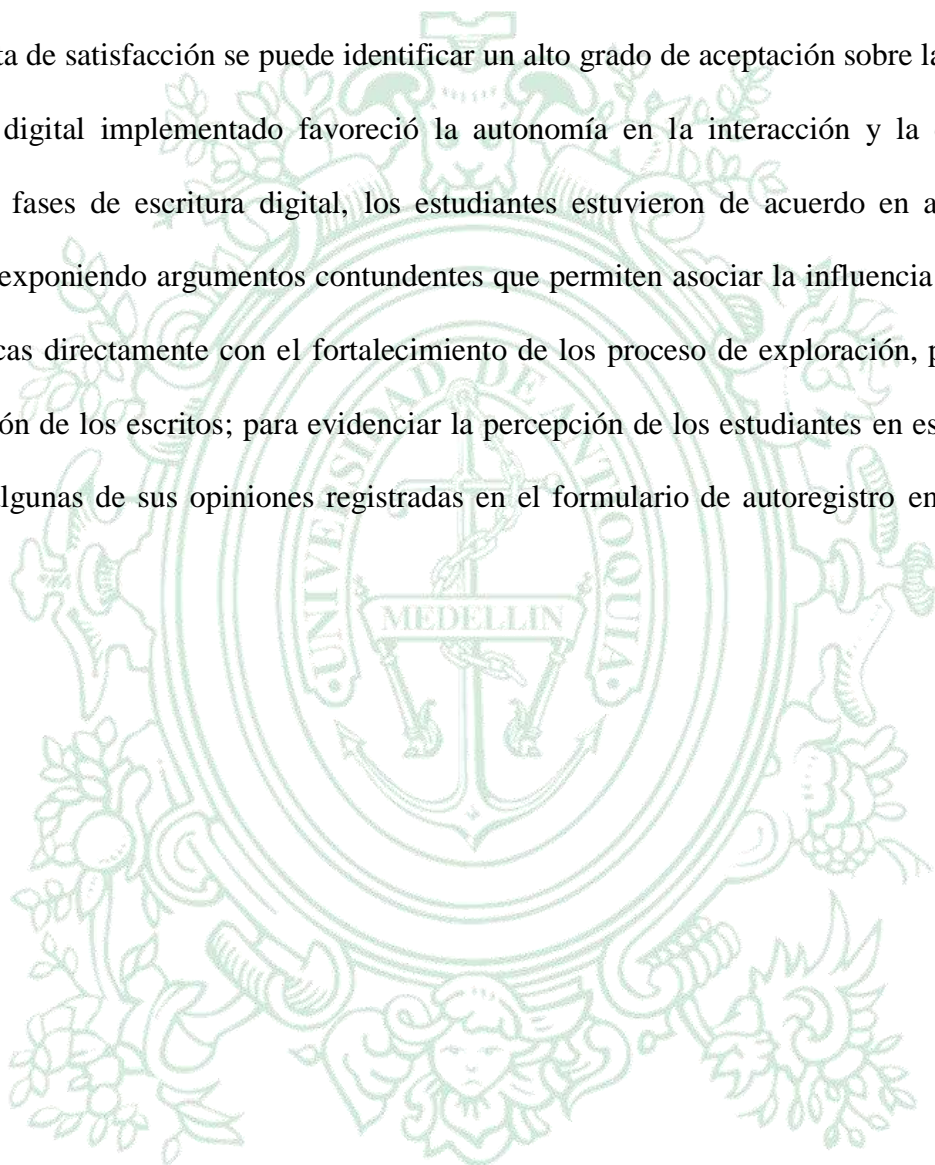 ta de satisfacción se puede identificar un alto grado de aceptación sobre la
digital implementado favoreció la autonomía en la interacción y la
fases de escritura digital, los estudiantes estuvieron de acuerdo en a
exponiendo argumentos contundentes que permiten asociar la influencia
cas directamente con el fortalecimiento de los proceso de exploración, p
ón de los escritos; para evidenciar la percepción de los estudiantes en es
lgunas de sus opiniones registradas en el formulario de autoregistro en
UNIVERSIDAD DE ANTIOQUIA
MEDELLIN